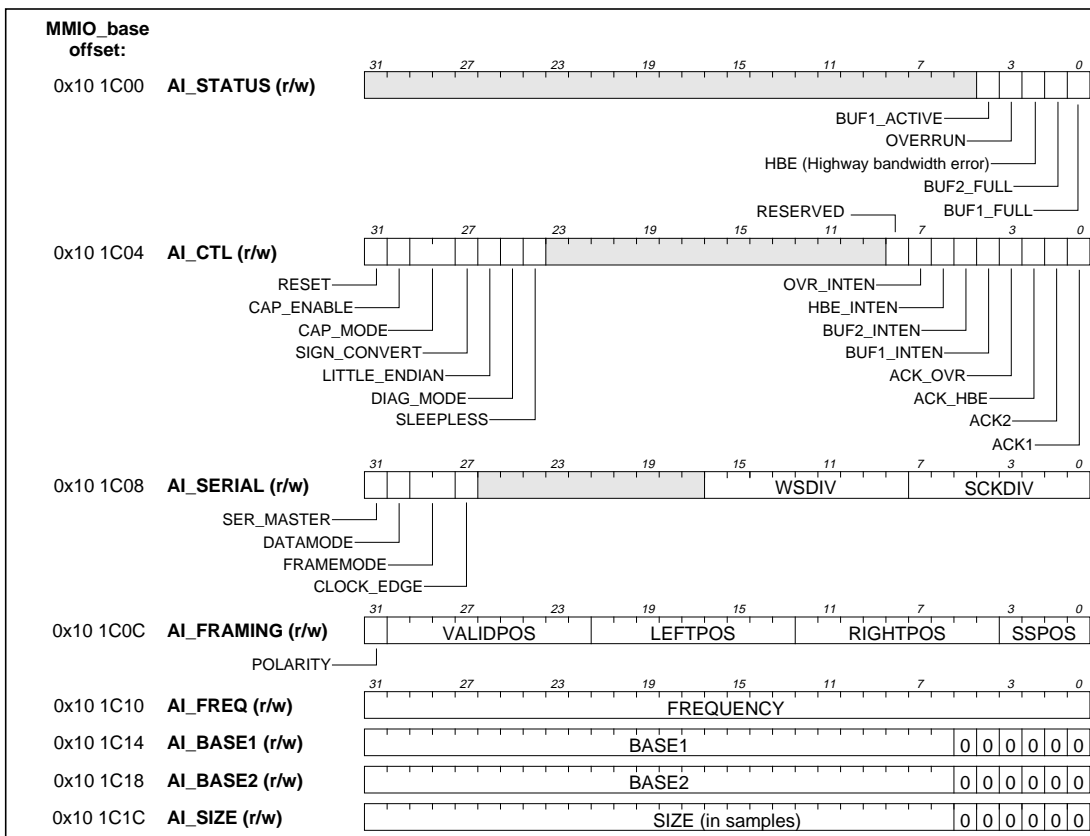 MMIO_base
offset:
31 27 23 19 15 11 7 3 0
0x10 1C00 AI_STATUS (r/w)
BUF1_ACTIVE
OVERRUN
HBE (Highway bandwidth error)
BUF2_FULL
RESERVED BUF1_FULL
31 27 23 19 15 11 7 3 0
0x10 1C04 AI_CTL (r/w)
RESET OVR_INTEN
CAP_ENABLE HBE_INTEN
CAP_MODE BUF2_INTEN
SIGN_CONVERT BUF1_INTEN
LITTLE_ENDIAN ACK_OVR
DIAG_MODE ACK_HBE
SLEEPLESS ACK2
ACK1
31 27 23 19 15 11 7 3 0
0x10 1C08 AI_SERIAL (r/w) WSDIV SCKDIV
SER_MASTER
DATAMODE
FRAMEMODE
CLOCK_EDGE
31 27 23 19 15 11 7 3 0
0x10 1C0C AI_FRAMING (r/w) VALIDPOS LEFTPOS RIGHTPOS SSPOS
POLARITY
31 27 23 19 15 11 7 3 0
0x10 1C10 AI_FREQ (r/w) FREQUENCY
0x10 1C14 AI_BASE1 (r/w) BASE1 0 0 0 0 0 0
0x10 1C18 AI_BASE2 (r/w) BASE2 0 0 0 0 0 0
0x10 1C1C AI_SIZE (r/w) SIZE (in samples) 0 0 0 0 0 0